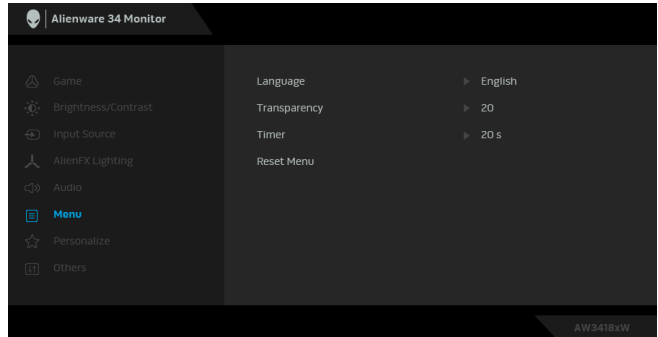 Alienware 34 Monitor
Game
Language English
Brightness/Contrast
Transparency 20
Input Source
Timer 20 s
AlienFX Lighting
Reset Menu
Audio
Menu
Personalize
Others
AW3418xW